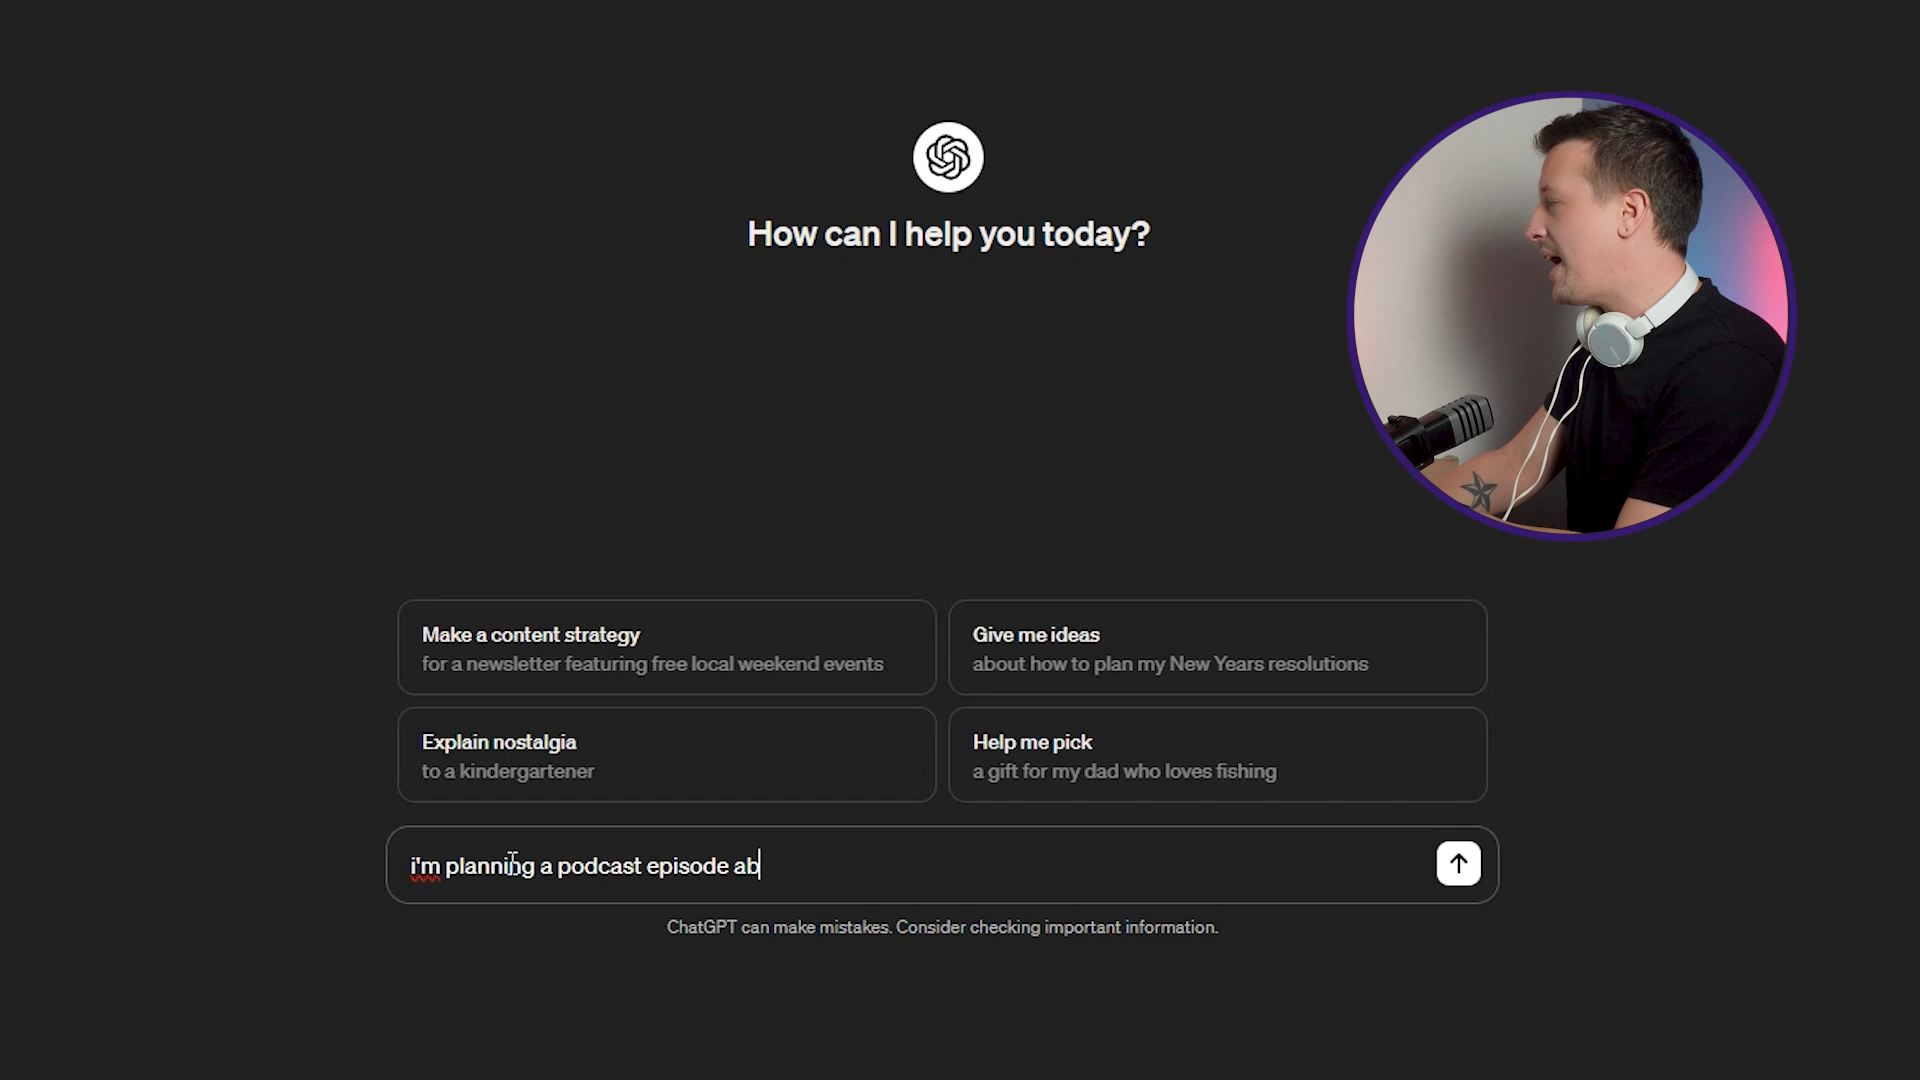 How can I help you today?
Make a content strategy
for a newsletter featuring free local weekend events
Give me ideas
about how to plan my New Years resolutions
Explain nostalgia
to a kindergartener
Help me pick
a gift for my dad who loves fishing
i'm planning a podcast episode ab
ChatGPT can make mistakes. Consider checking important information.